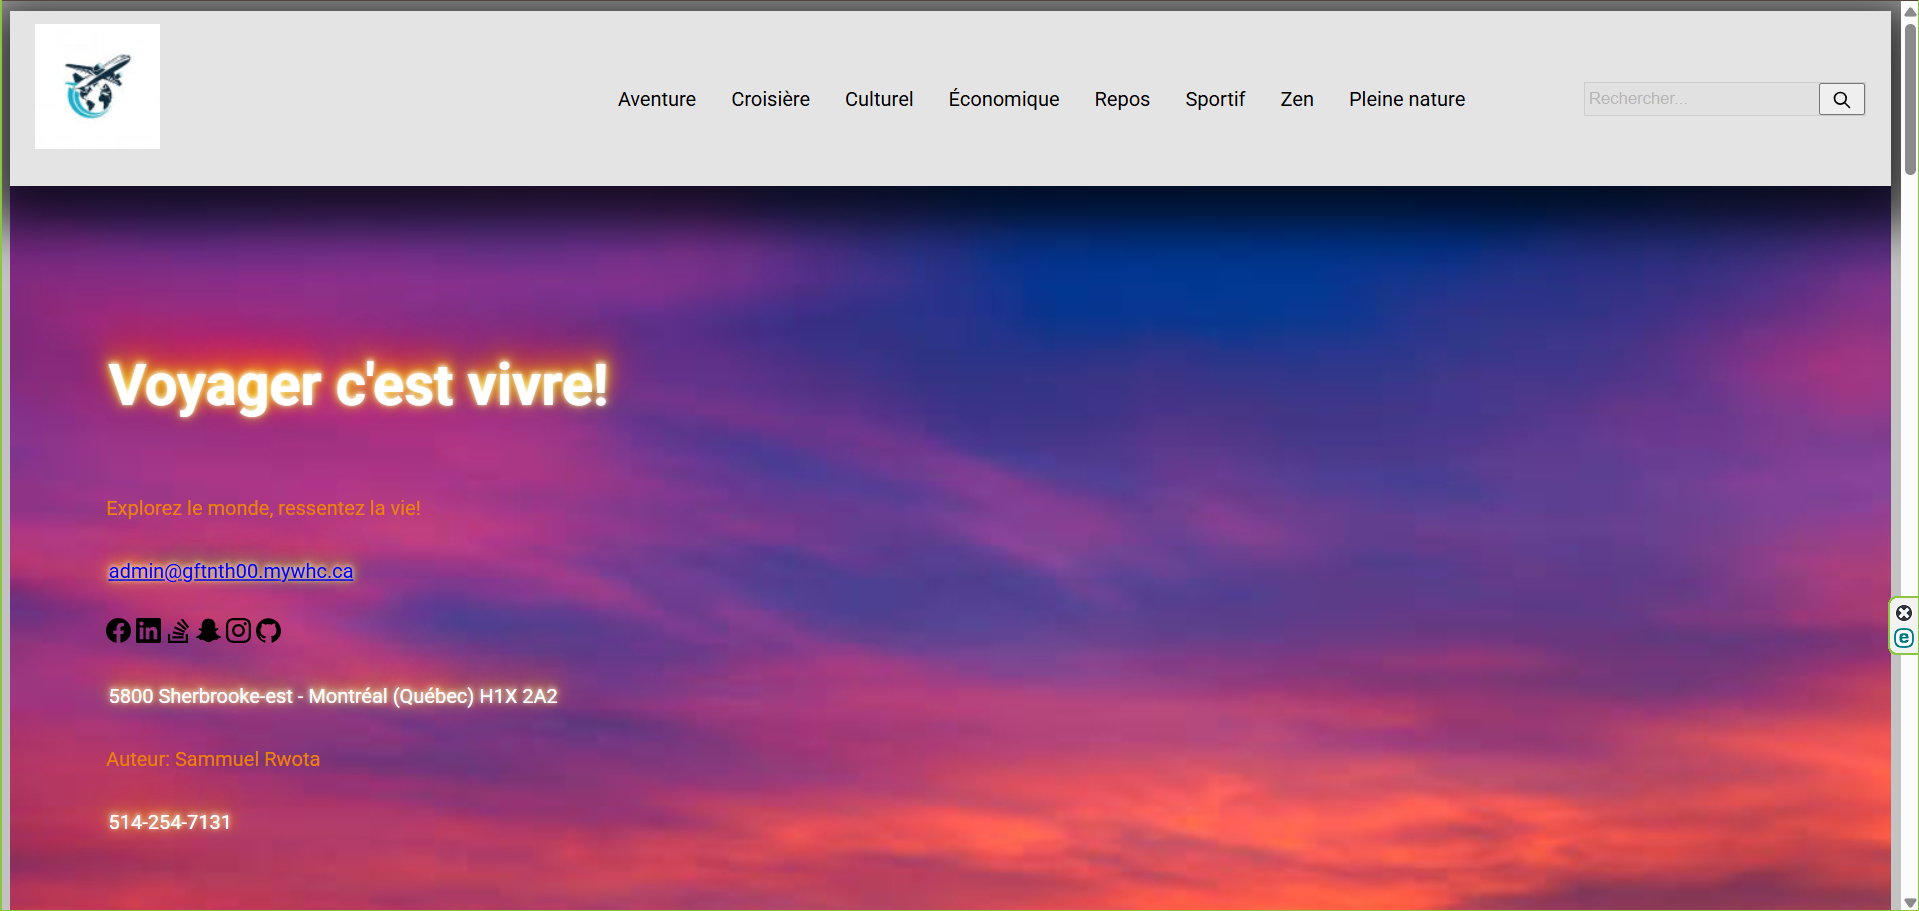 Aventure Croisière Culturel Économique Repos Sportif Zen Pleine nature Rechercher...
Voyager c'est vivre!
Explorez le monde, ressentez la vie!
admin@gftnth00.mywhc.ca
5800 Sherbrooke-est - Montréal (Québec) H1X 2A2
Auteur: Sammuel Rwota
514-254-7131